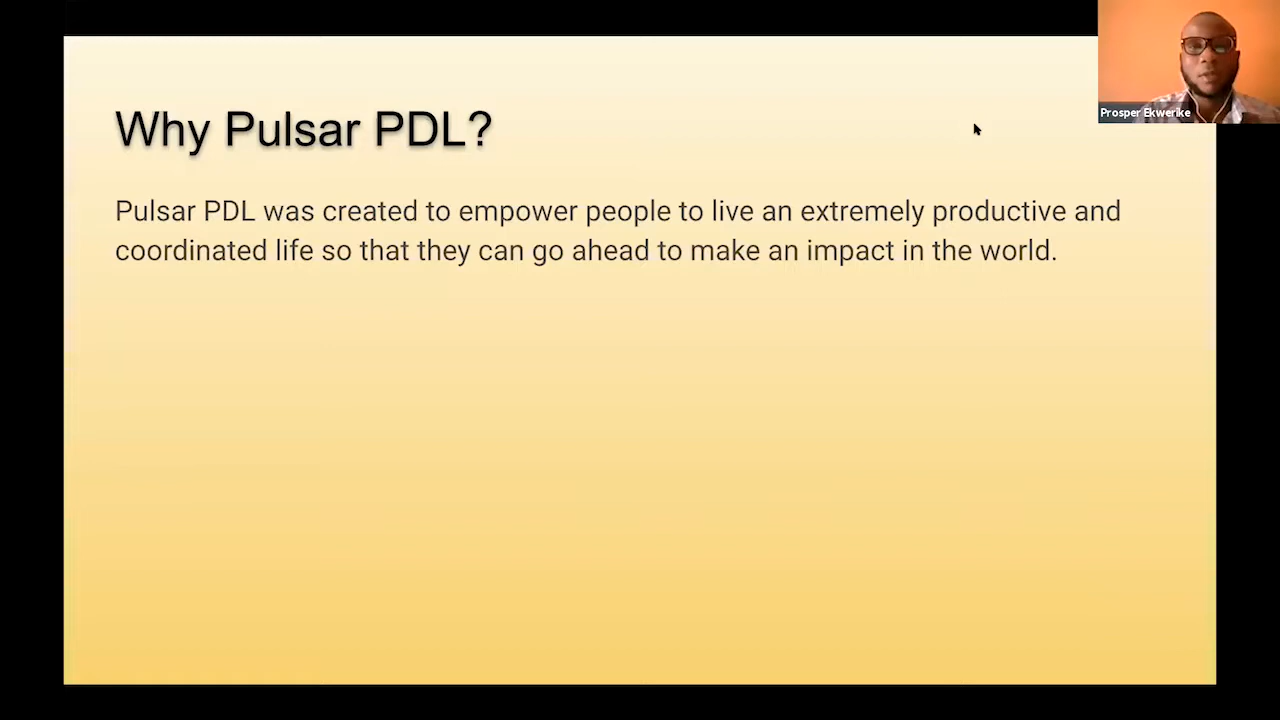 Why Pulsar PDL?
Prosper Ekwerike
Pulsar PDL was created to empower people to live an extremely productive and
coordinated life so that they can go ahead to make an impact in the world.